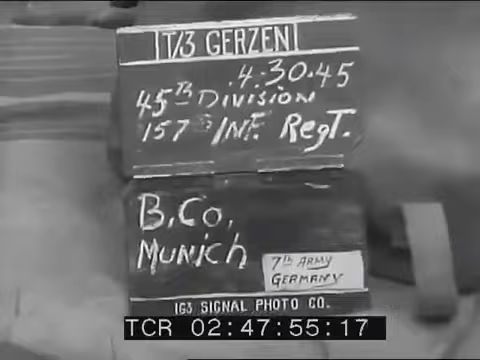 T/3 GERZEN
4-30-45
45TH DIVISION
157TH INF. RegT.
B. Co.
MUNICH
7TH ARMY
GERMANY
163 SIGNAL PHOTO CO.
TCR 02:47:55:17